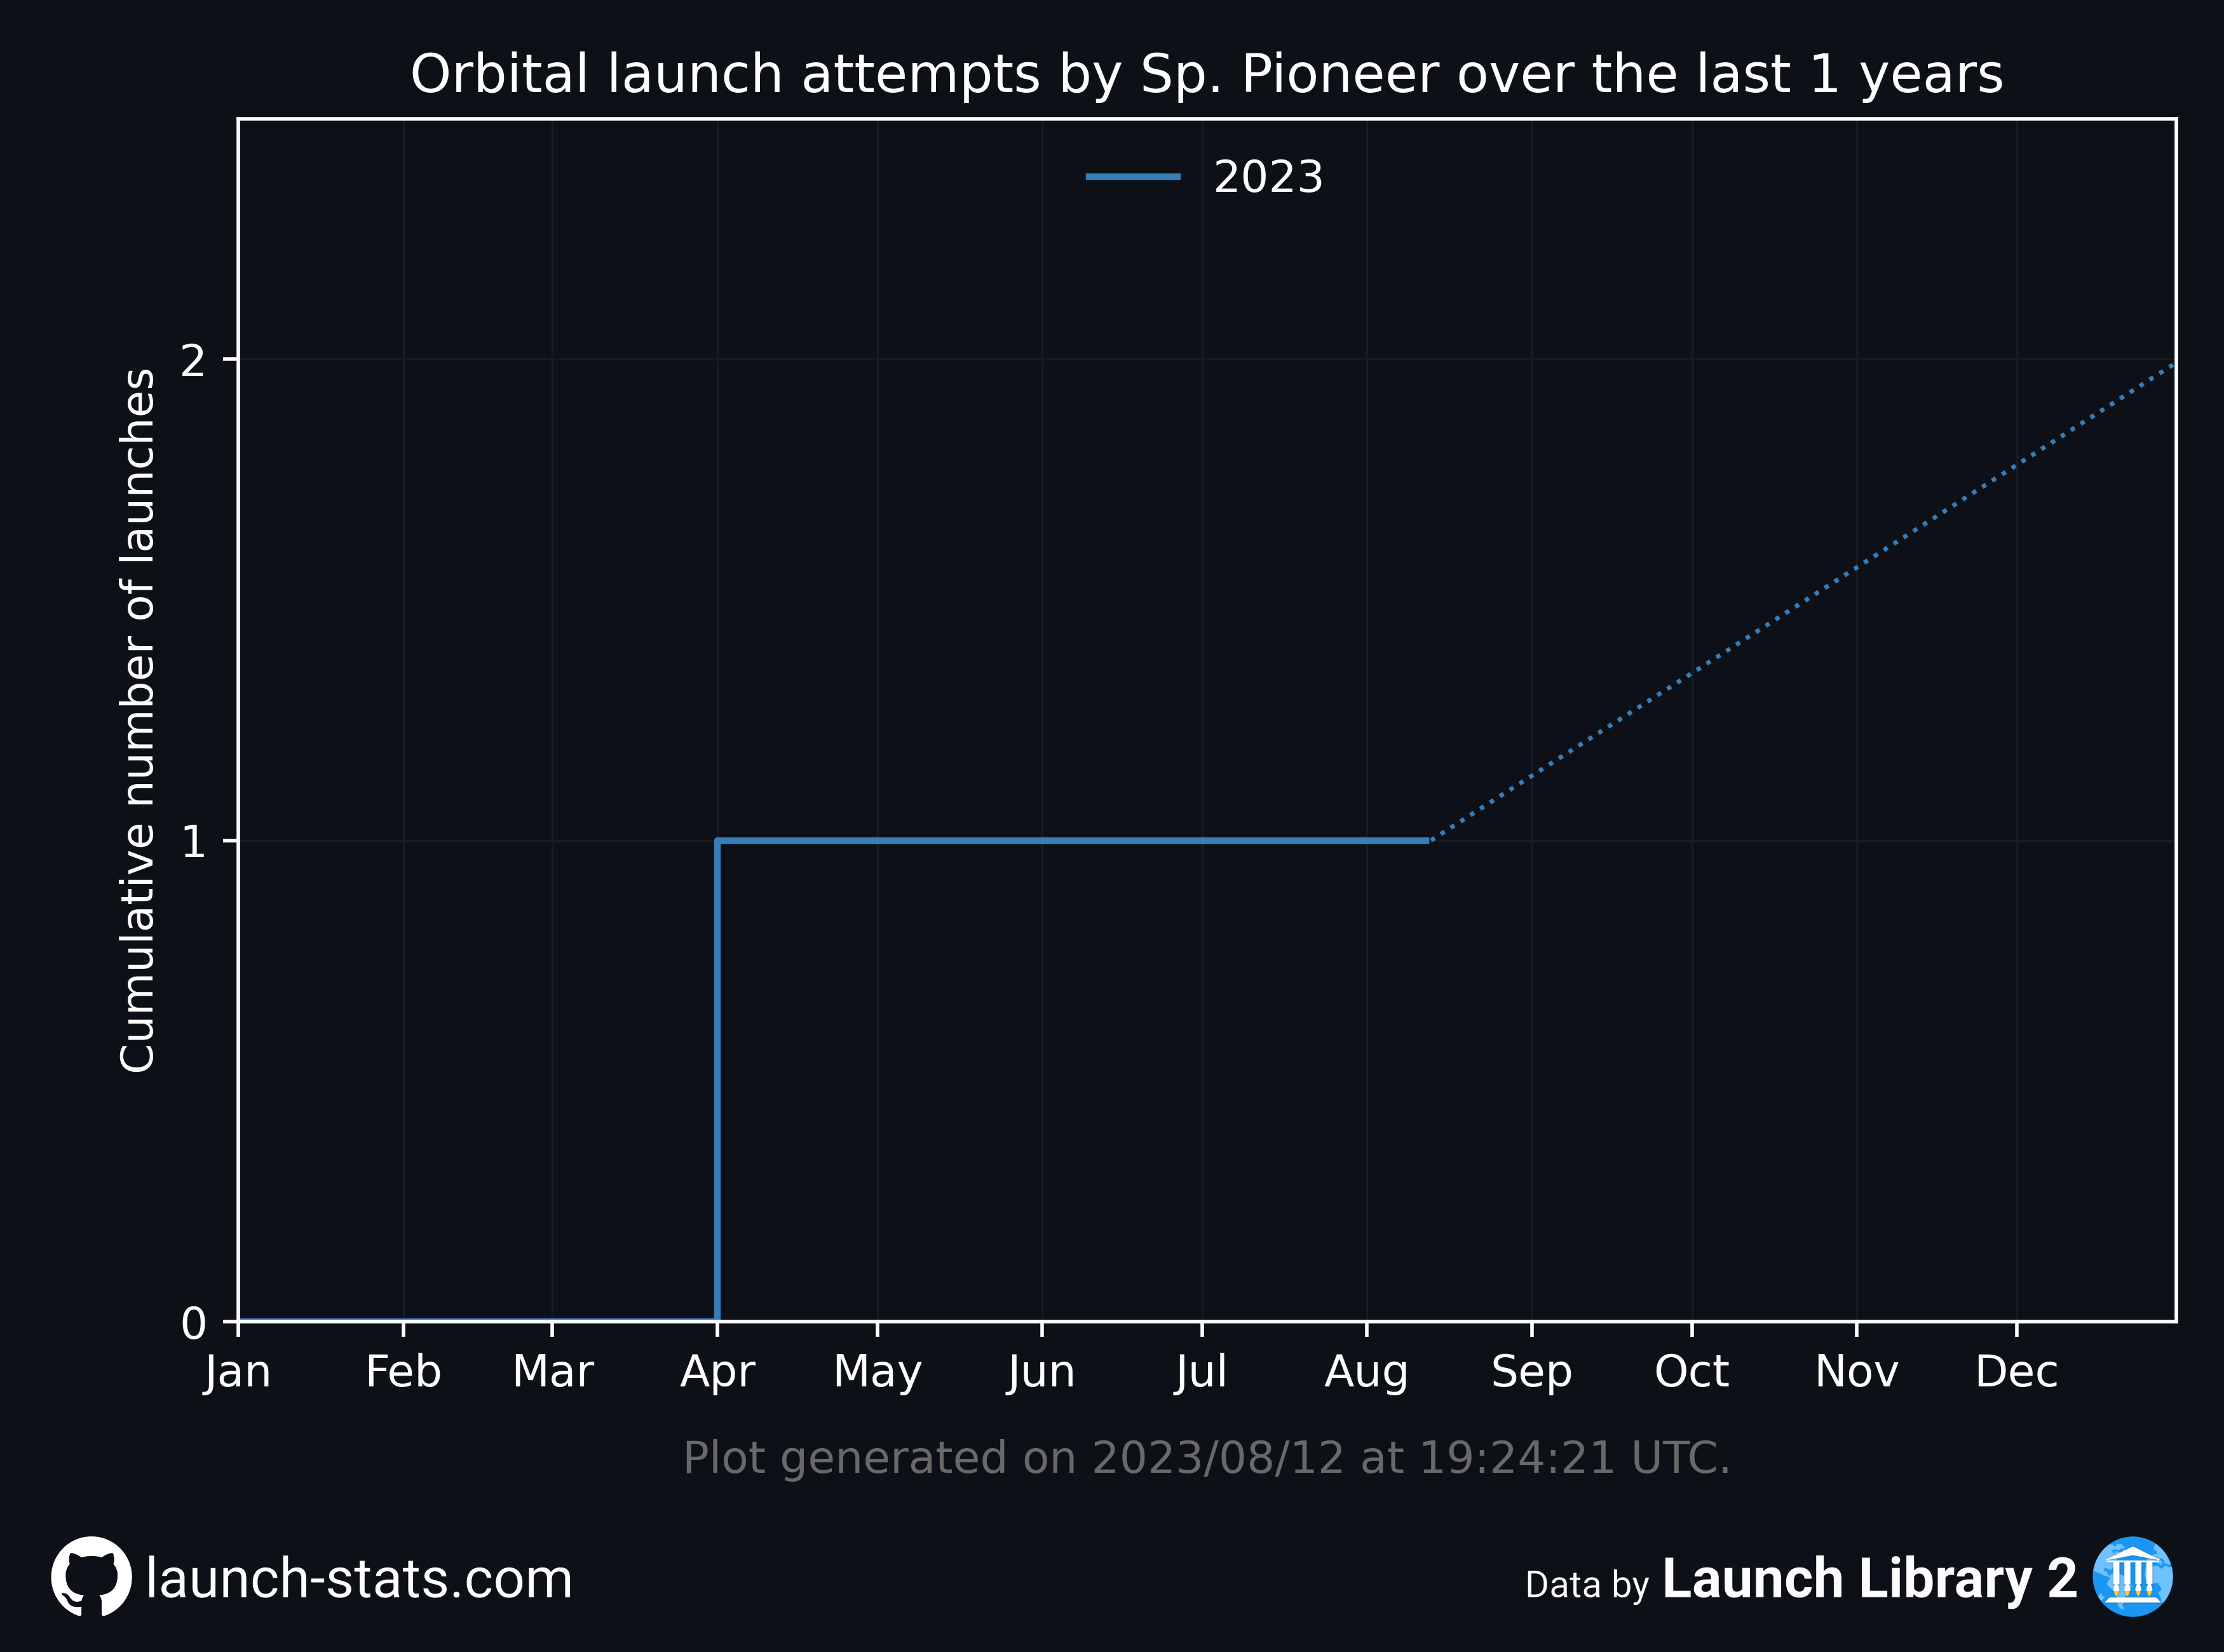 Orbital launch attempts by Sp. Pioneer over the last 1 years
2023
Cumulative number of launches
2
1
0
Jan Feb Mar Apr May Jun Jul Aug Sep Oct Nov Dec
Plot generated on 2023/08/12 at 19:24:21 UTC.
launch-stats.com
Data by Launch Library 2